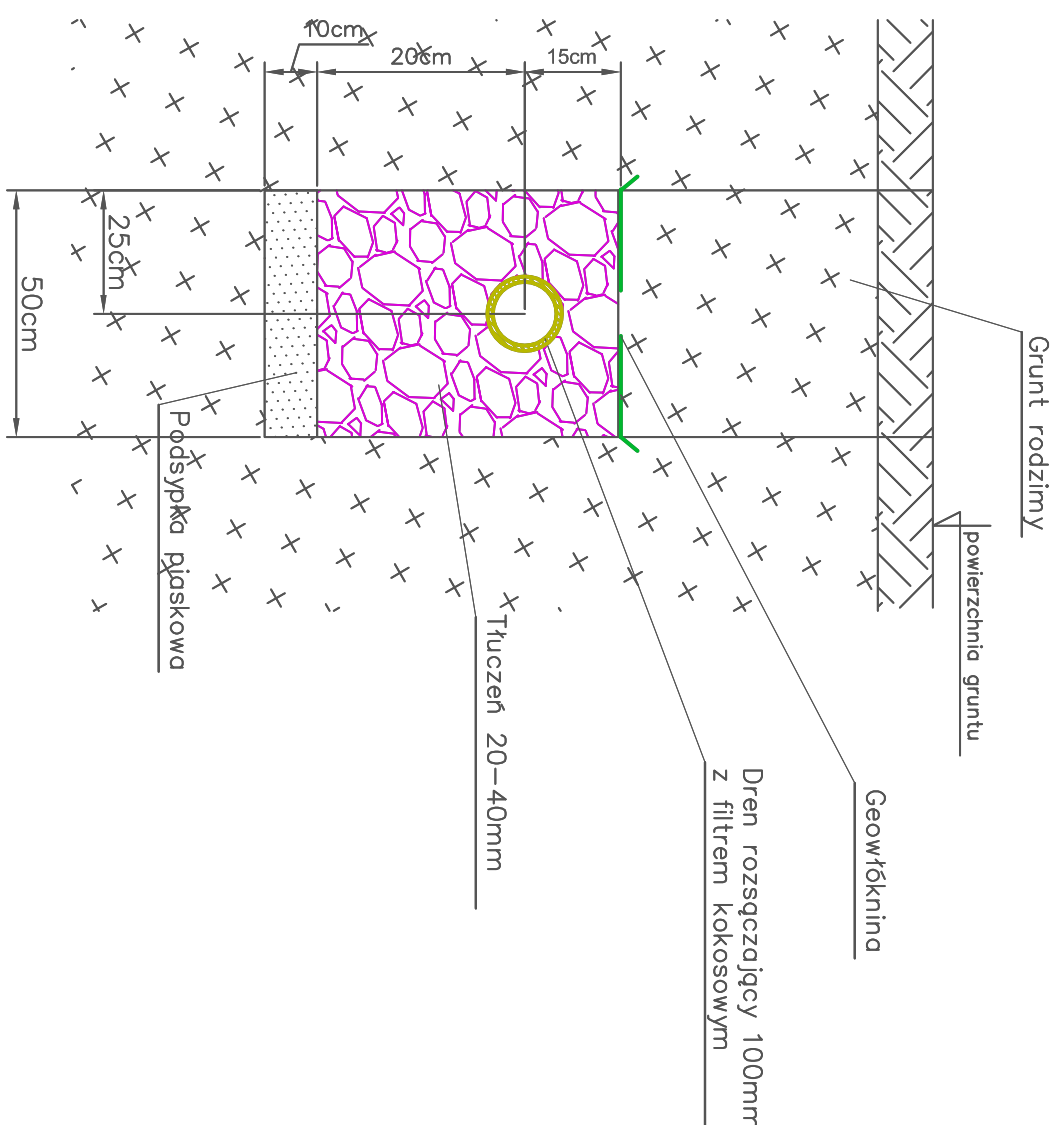 Grunt rodzimy
powierzchnia gruntu
Geowłóknina
Dren rozsączający 100mm
z filtrem kokosowym
Tłuczeń 20-40mm
Podsypka piaskowa
15cm
20cm
10cm
25cm
50cm